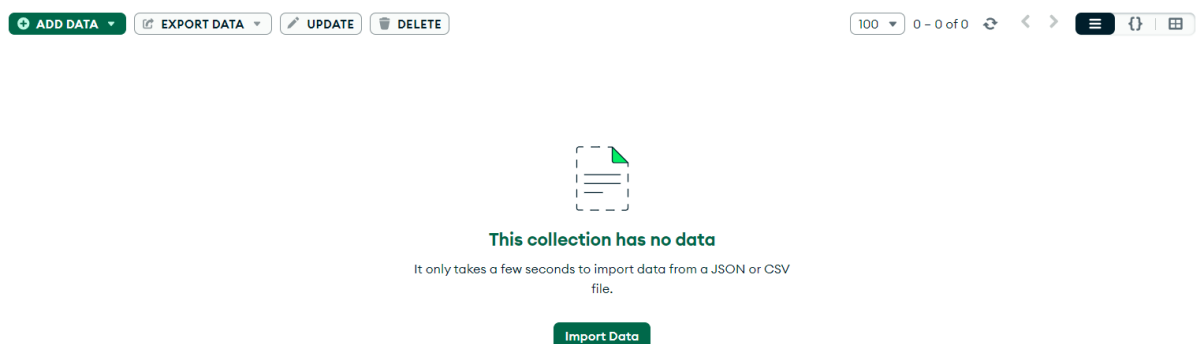 ADD DATA EXPORT DATA UPDATE DELETE 100 0 – 0 of 0 {}
This collection has no data
It only takes a few seconds to import data from a JSON or CSV
file.
Import Data